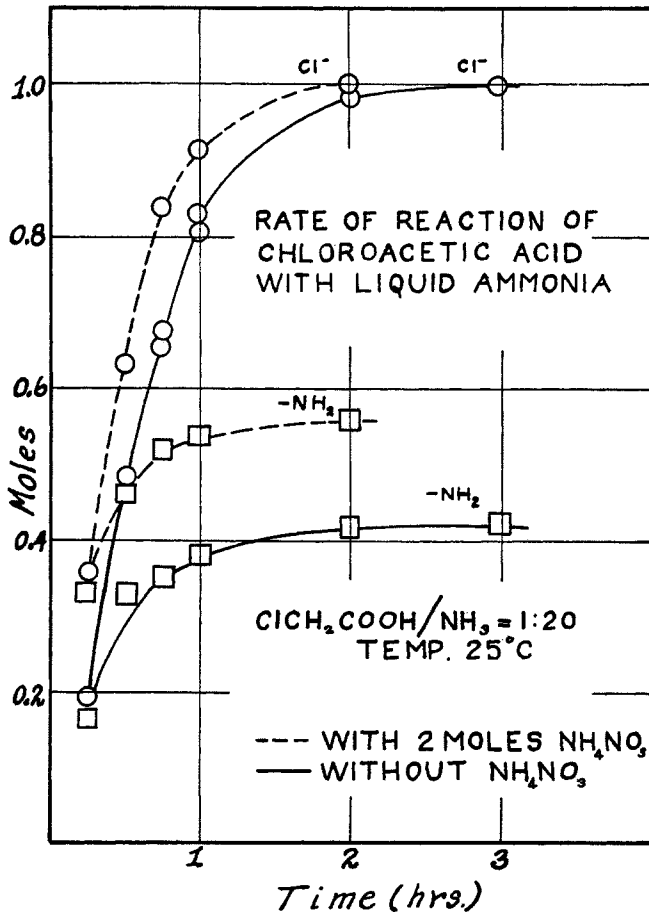 Cl⁻ Cl⁻
1.0
RATE OF REACTION OF
CHLOROACETIC ACID
WITH LIQUID AMMONIA
0.8
0.6
-NH₂
Moles
-NH₂
0.4
ClCH₂COOH/NH₃=1:20
TEMP. 25°C
0.2
--- WITH 2 MOLES NH₄NO₃
— WITHOUT NH₄NO₃
1 2 3
Time (hrs.)